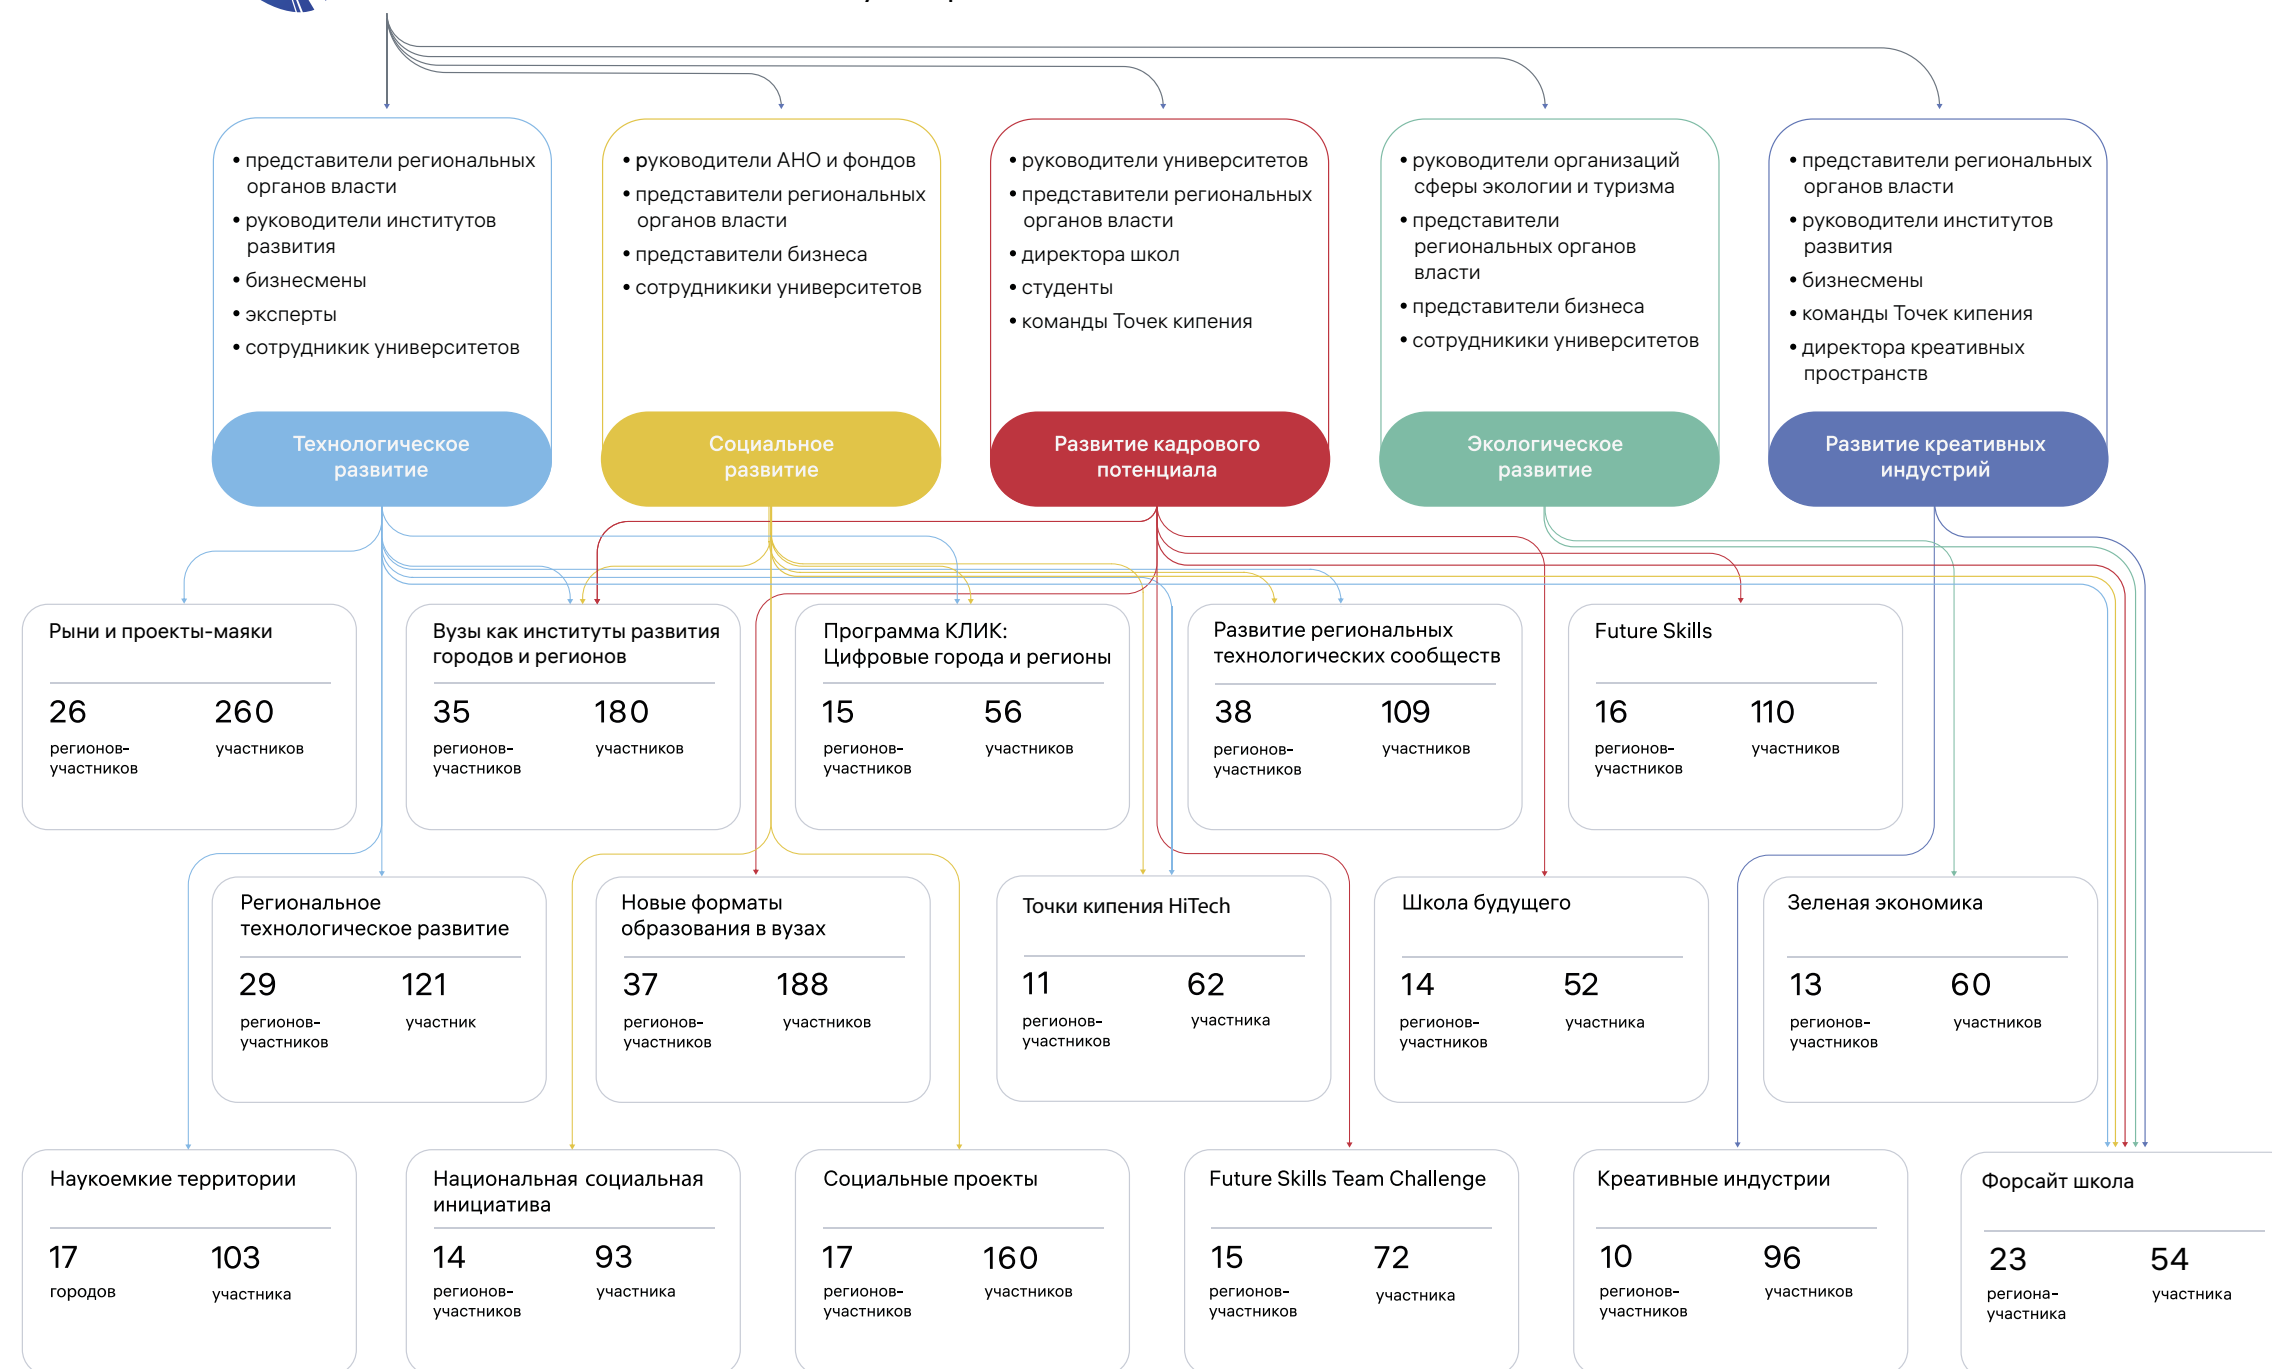 • представители региональных
органов власти
• руководители институтов
развития
• бизнесмены
• эксперты
• сотрудникик университетов
Технологическое
развитие
• руководители АНО и фондов
• представители региональных
органов власти
• представители бизнеса
• сотрудникики университетов
Социальное
развитие
• руководители университетов
• представители региональных
органов власти
• директора школ
• студенты
• команды Точек кипения
Развитие кадрового
потенциала
• руководители организаций
сферы экологии и туризма
• представители
региональных органов
власти
• представители бизнеса
• сотрудникики университетов
Экологическое
развитие
• представители региональных
органов власти
• руководители институтов
развития
• бизнесмены
• команды Точек кипения
• директора креативных
пространств
Развитие креативных
индустрий
Рыни и проекты-маяки
26 260
регионов- участников
участников
Вузы как институты развития
городов и регионов
35 180
регионов- участников
участников
Программа КЛИК:
Цифровые города и регионы
15 56
регионов- участников
участников
Развитие региональных
технологических сообществ
38 109
регионов- участников
участников
Future Skills
16 110
регионов- участников
участников
Региональное
технологическое развитие
29 121
регионов- участник
участников
Новые форматы
образования в вузах
37 188
регионов- участников
участников
Точки кипения HiTech
11 62
регионов- участника
участников
Школа будущего
14 52
регионов- участника
участников
Зеленая экономика
13 60
регионов- участников
участников
Наукоемкие территории
17 103
городов участника
Национальная социальная
инициатива
14 93
регионов- участника
участников
Социальные проекты
17 160
регионов- участников
участников
Future Skills Team Challenge
15 72
регионов- участника
участников
Креативные индустрии
10 96
регионов- участников
участников
Форсайт школа
23 54
региона- участника
участника